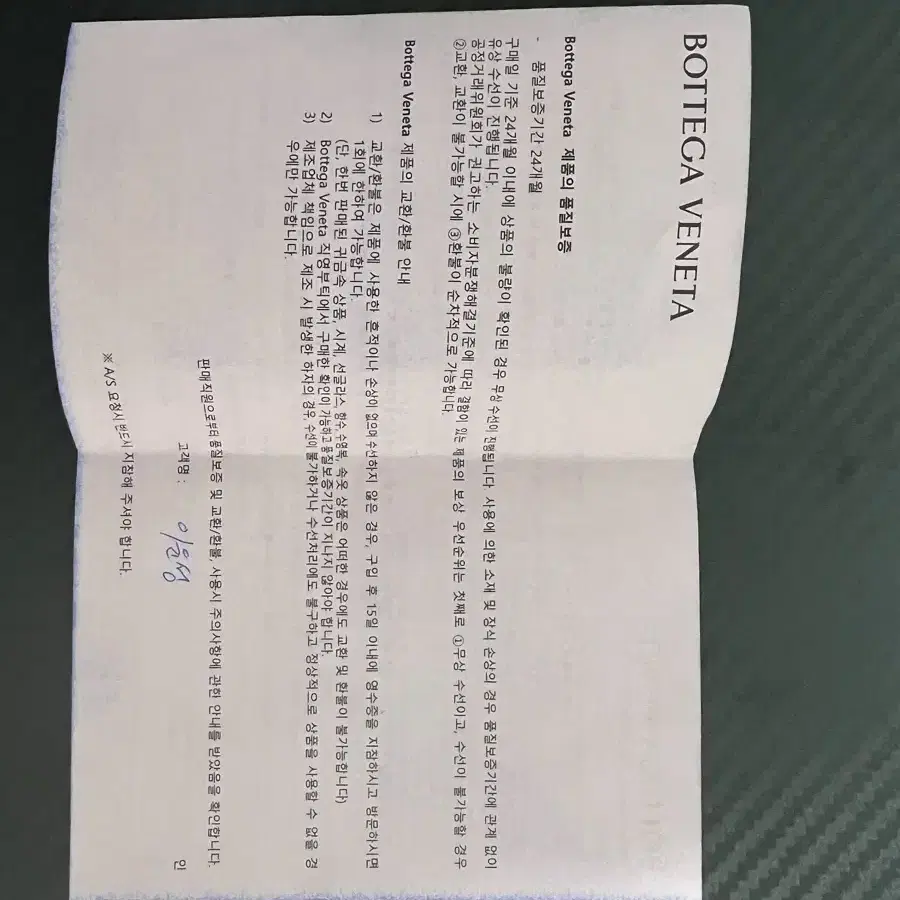 BOTTEGA VENETA
Bottega Veneta 제품의 품질보증
- 품질보증기간 24개월
구매일 기준 24개월 이내에 상품의 불량이 확인된 경우 무상 수선이 진행됩니다. 사용에 의한 소재 및 장식 손상의 경우 품질보증기간에 관계 없이
유상 수선이 진행됩니다.
공정거래위원회가 권고하는 소비자분쟁해결기준에 따라 결함이 있는 제품의 보상 우선순위는 첫째로 ①무상 수선이고, 수선이 불가능할 경우
②교환, 교환이 불가능할 시에 ③환불이 순차적으로 가능합니다.
Bottega Veneta 제품의 교환/환불 안내
1) 교환/환불은 제품에 사용한 흔적이나 손상이 없으며 수선하지 않은 경우, 구입 후 15일 이내에 영수증을 지참하시고 방문하시면
1회에 한하여 가능합니다.
(단, 한번 판매된 귀금속 상품, 시계, 선글라스, 향수, 수영복, 속옷 상품은 어떠한 경우에도 교환 및 환불이 불가능합니다)
2) Bottega Veneta 직영부틱에서 구매한 확인이 가능하고 품질보증기간이 지나지 않아야 합니다.
3) 제조업체 책임으로 제조 시 발생한 하자의 경우, 수선이 불가하거나 수선처리에도 불구하고 정상적으로 상품을 사용할 수 없을 경
우에만 가능합니다.
판매직원으로부터 품질보증 및 교환/환불, 사용시 주의사항에 관한 안내를 받았음을 확인합니다.
고객명 : 이윤성 인
※ A/S 요청시 반드시 지참해 주셔야 합니다.